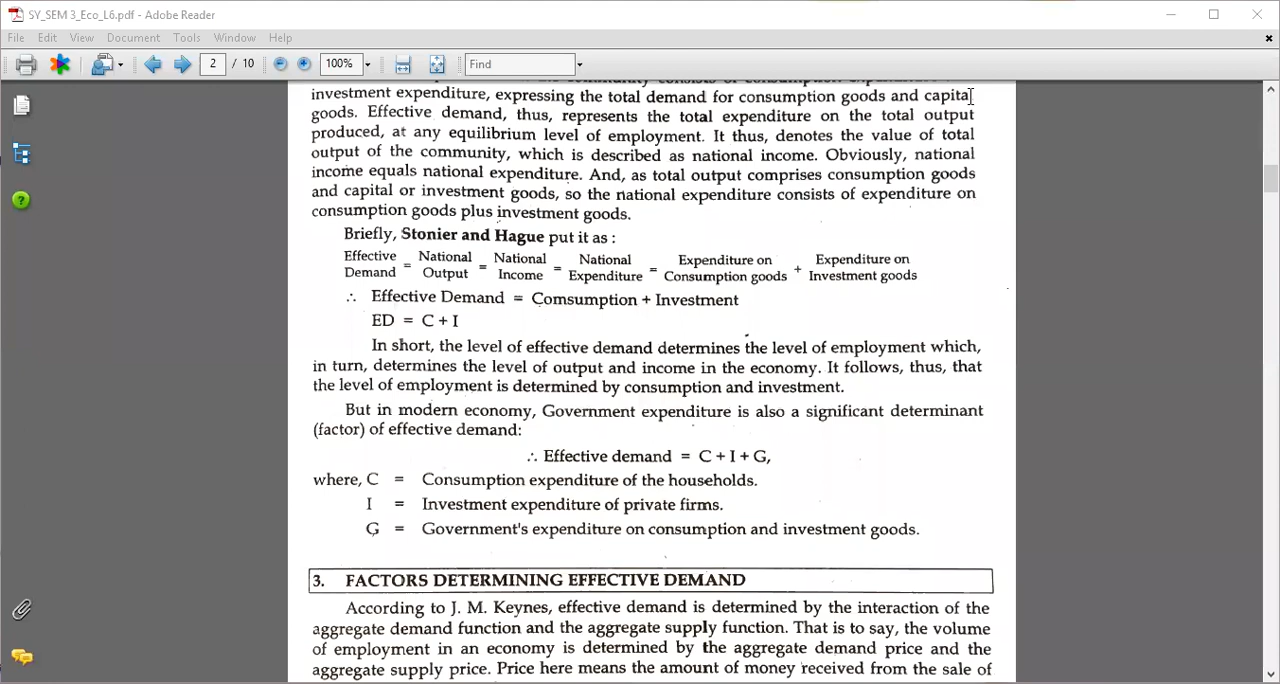 SY_SEM 3_Eco_L6.pdf - Adobe Reader
File Edit View Document Tools Window Help
2 / 10 100% Find
investment expenditure, expressing the total demand for consumption goods and capital
goods. Effective demand, thus, represents the total expenditure on the total output
produced, at any equilibrium level of employment. It thus, denotes the value of total
output of the community, which is described as national income. Obviously, national
income equals national expenditure. And, as total output comprises consumption goods
and capital or investment goods, so the national expenditure consists of expenditure on
consumption goods plus investment goods.
Briefly, Stonier and Hague put it as :
Effective Demand = National Output = National Income = National Expenditure = Expenditure on Consumption goods + Expenditure on Investment goods
∴ Effective Demand = Comsumption + Investment
ED = C + I
In short, the level of effective demand determines the level of employment which,
in turn, determines the level of output and income in the economy. It follows, thus, that
the level of employment is determined by consumption and investment.
But in modern economy, Government expenditure is also a significant determinant
(factor) of effective demand:
∴ Effective demand = C + I + G,
where, C = Consumption expenditure of the households.
I = Investment expenditure of private firms.
G = Government's expenditure on consumption and investment goods.
3. FACTORS DETERMINING EFFECTIVE DEMAND
According to J. M. Keynes, effective demand is determined by the interaction of the
aggregate demand function and the aggregate supply function. That is to say, the volume
of employment in an economy is determined by the aggregate demand price and the
aggregate supply price. Price here means the amount of money received from the sale of